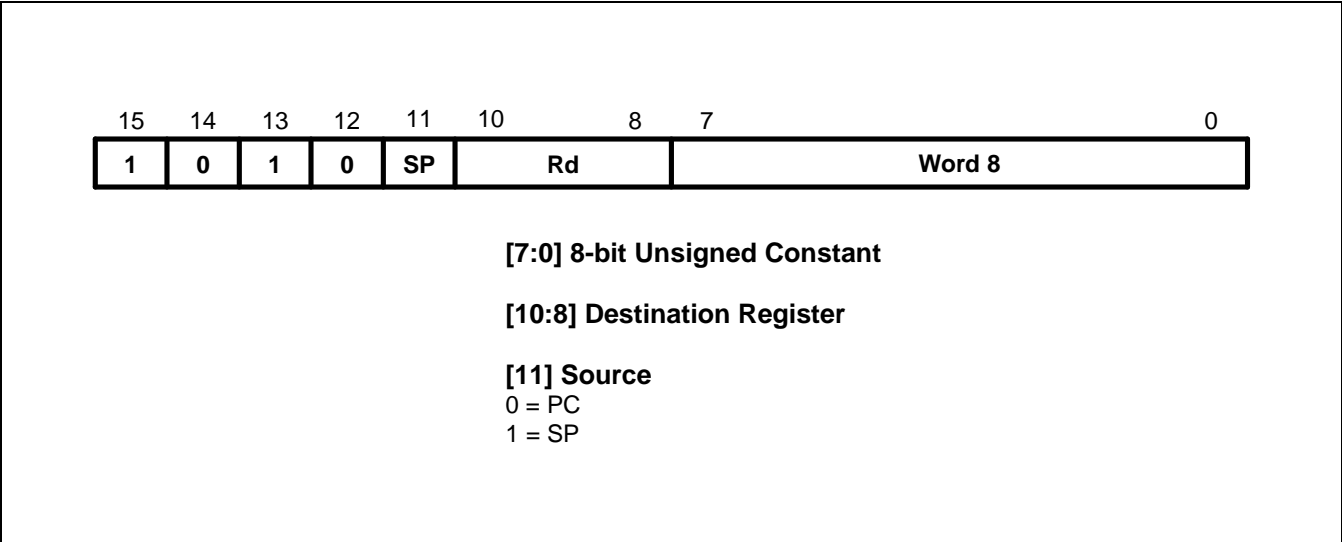 15 14 13 12 11 10 8 7 0
1 0 1 0 SP Rd Word 8
[7:0] 8-bit Unsigned Constant
[10:8] Destination Register
[11] Source
0 = PC
1 = SP